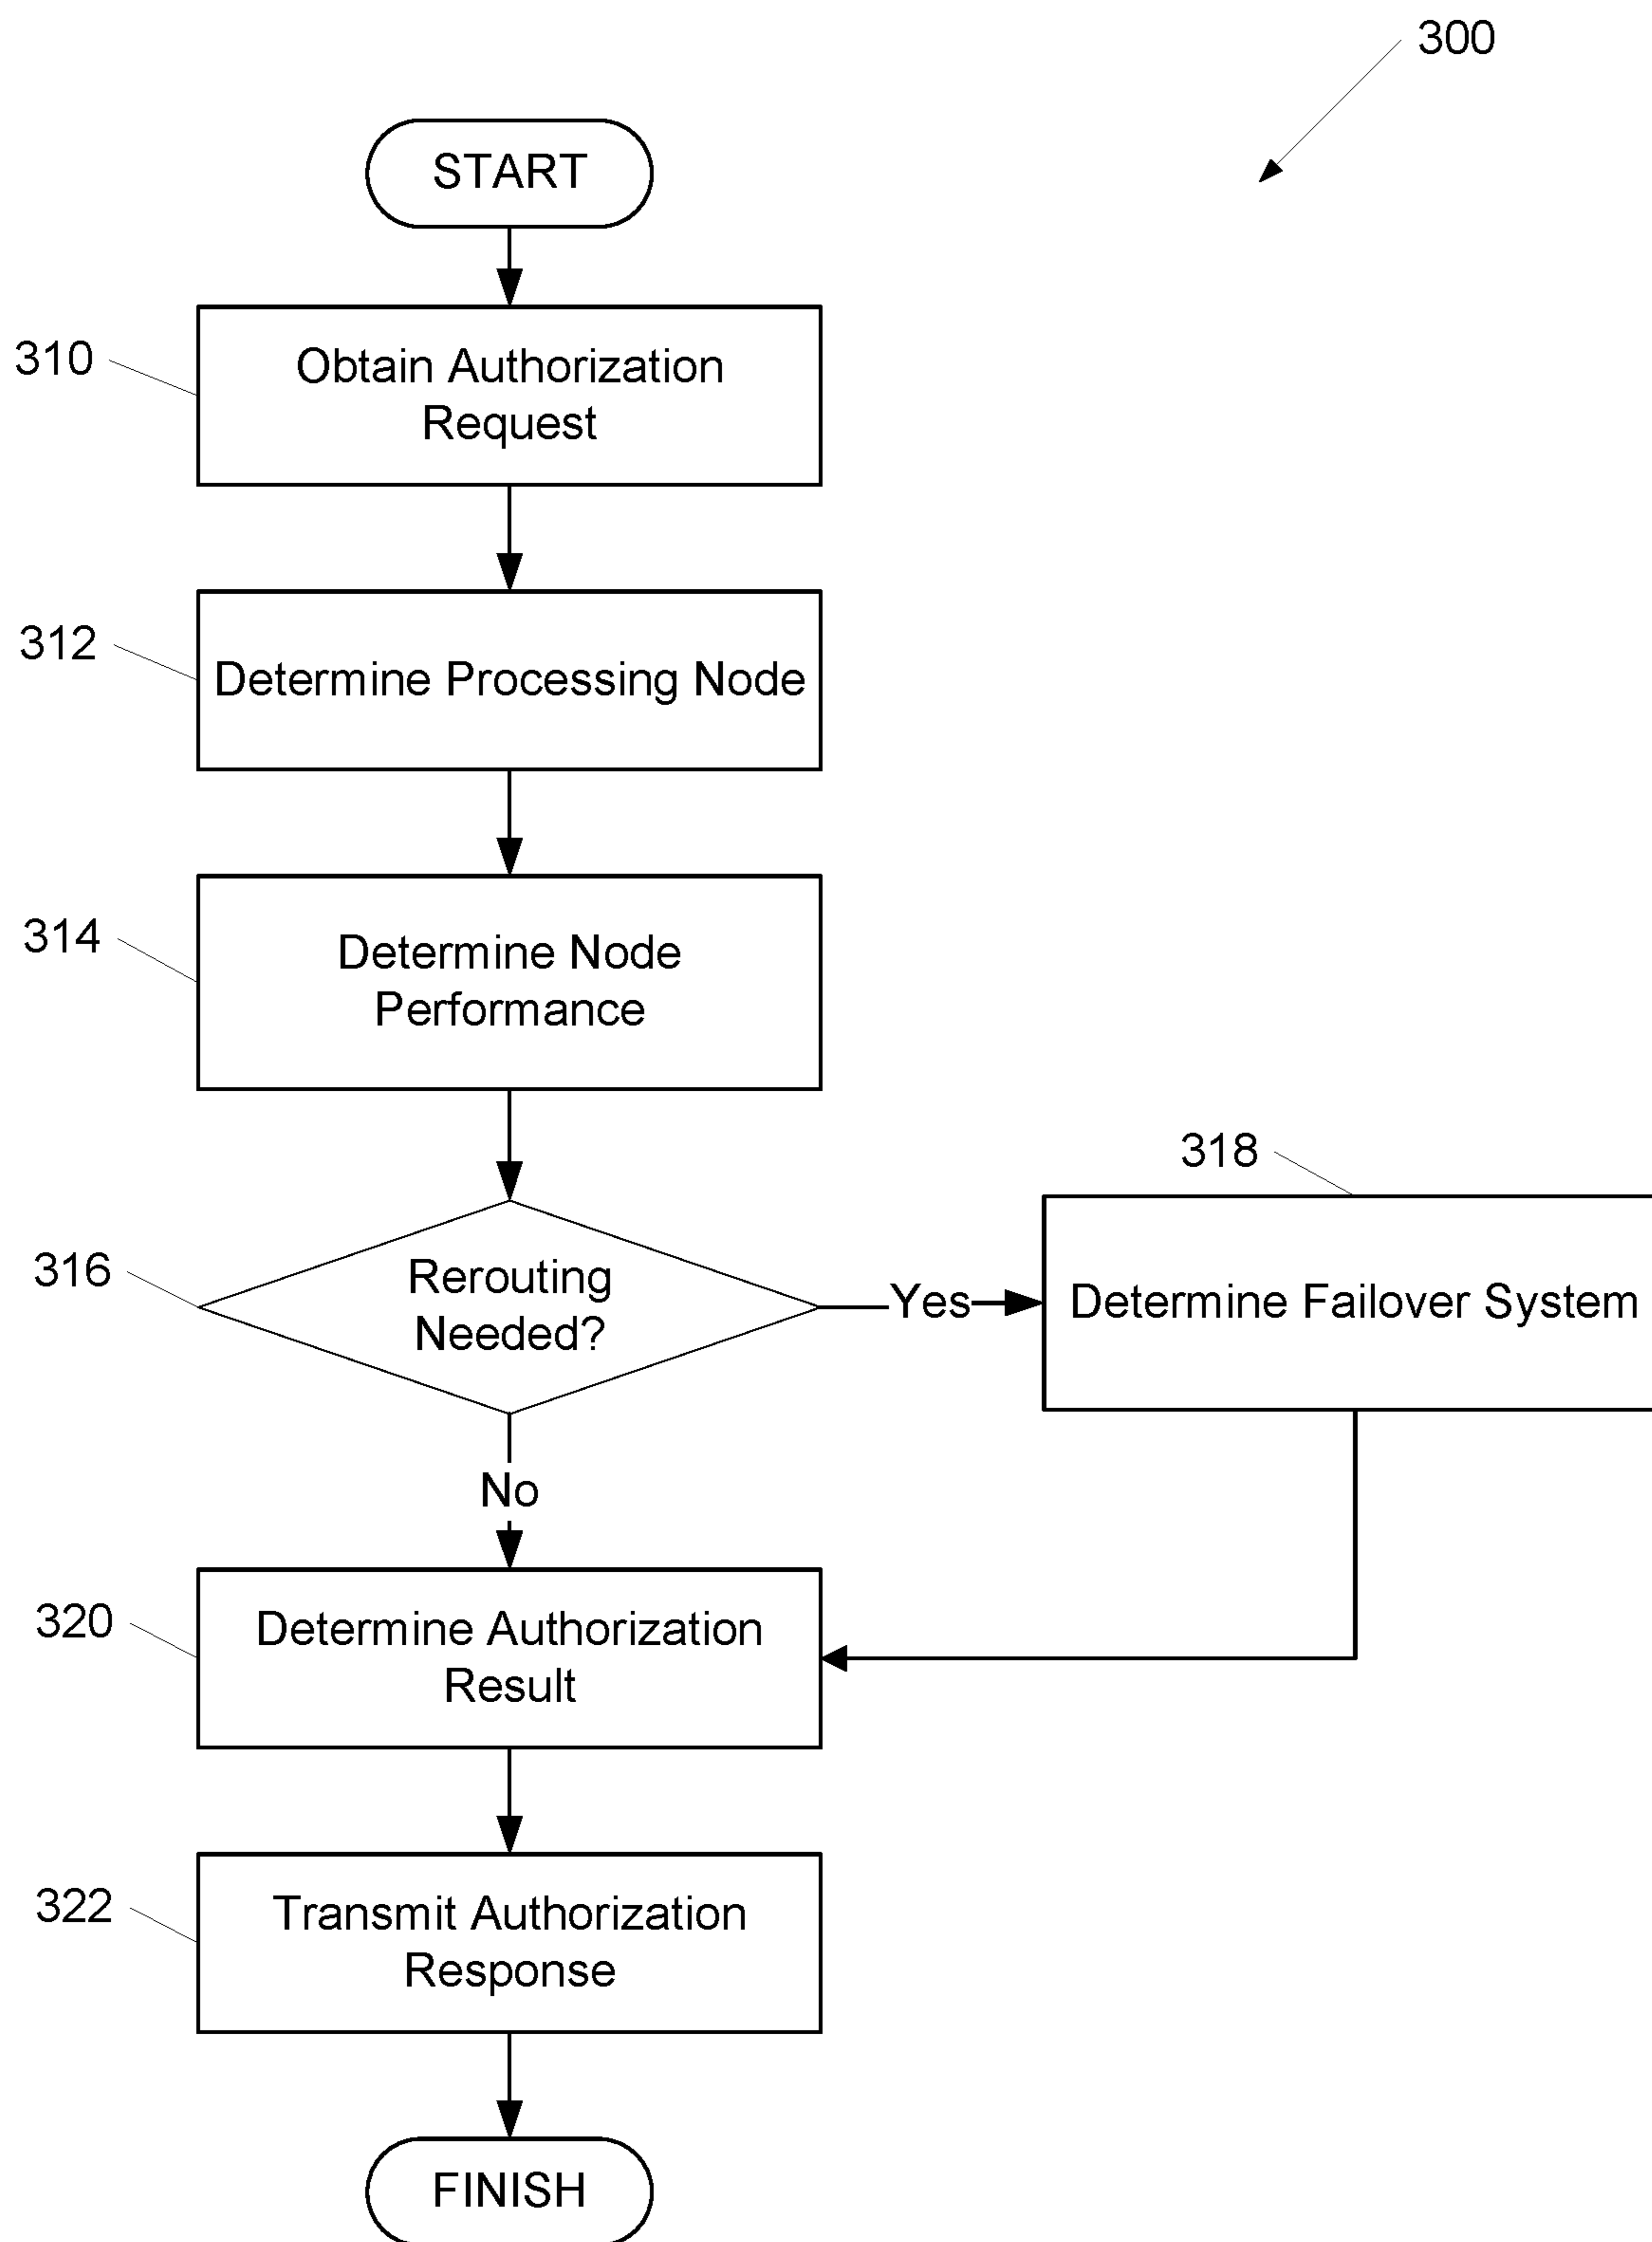 300
START
310
Obtain Authorization
Request
312
Determine Processing Node
314
Determine Node
Performance
316
Rerouting
Needed?
Yes
318
Determine Failover System
No
320
Determine Authorization
Result
322
Transmit Authorization
Response
FINISH